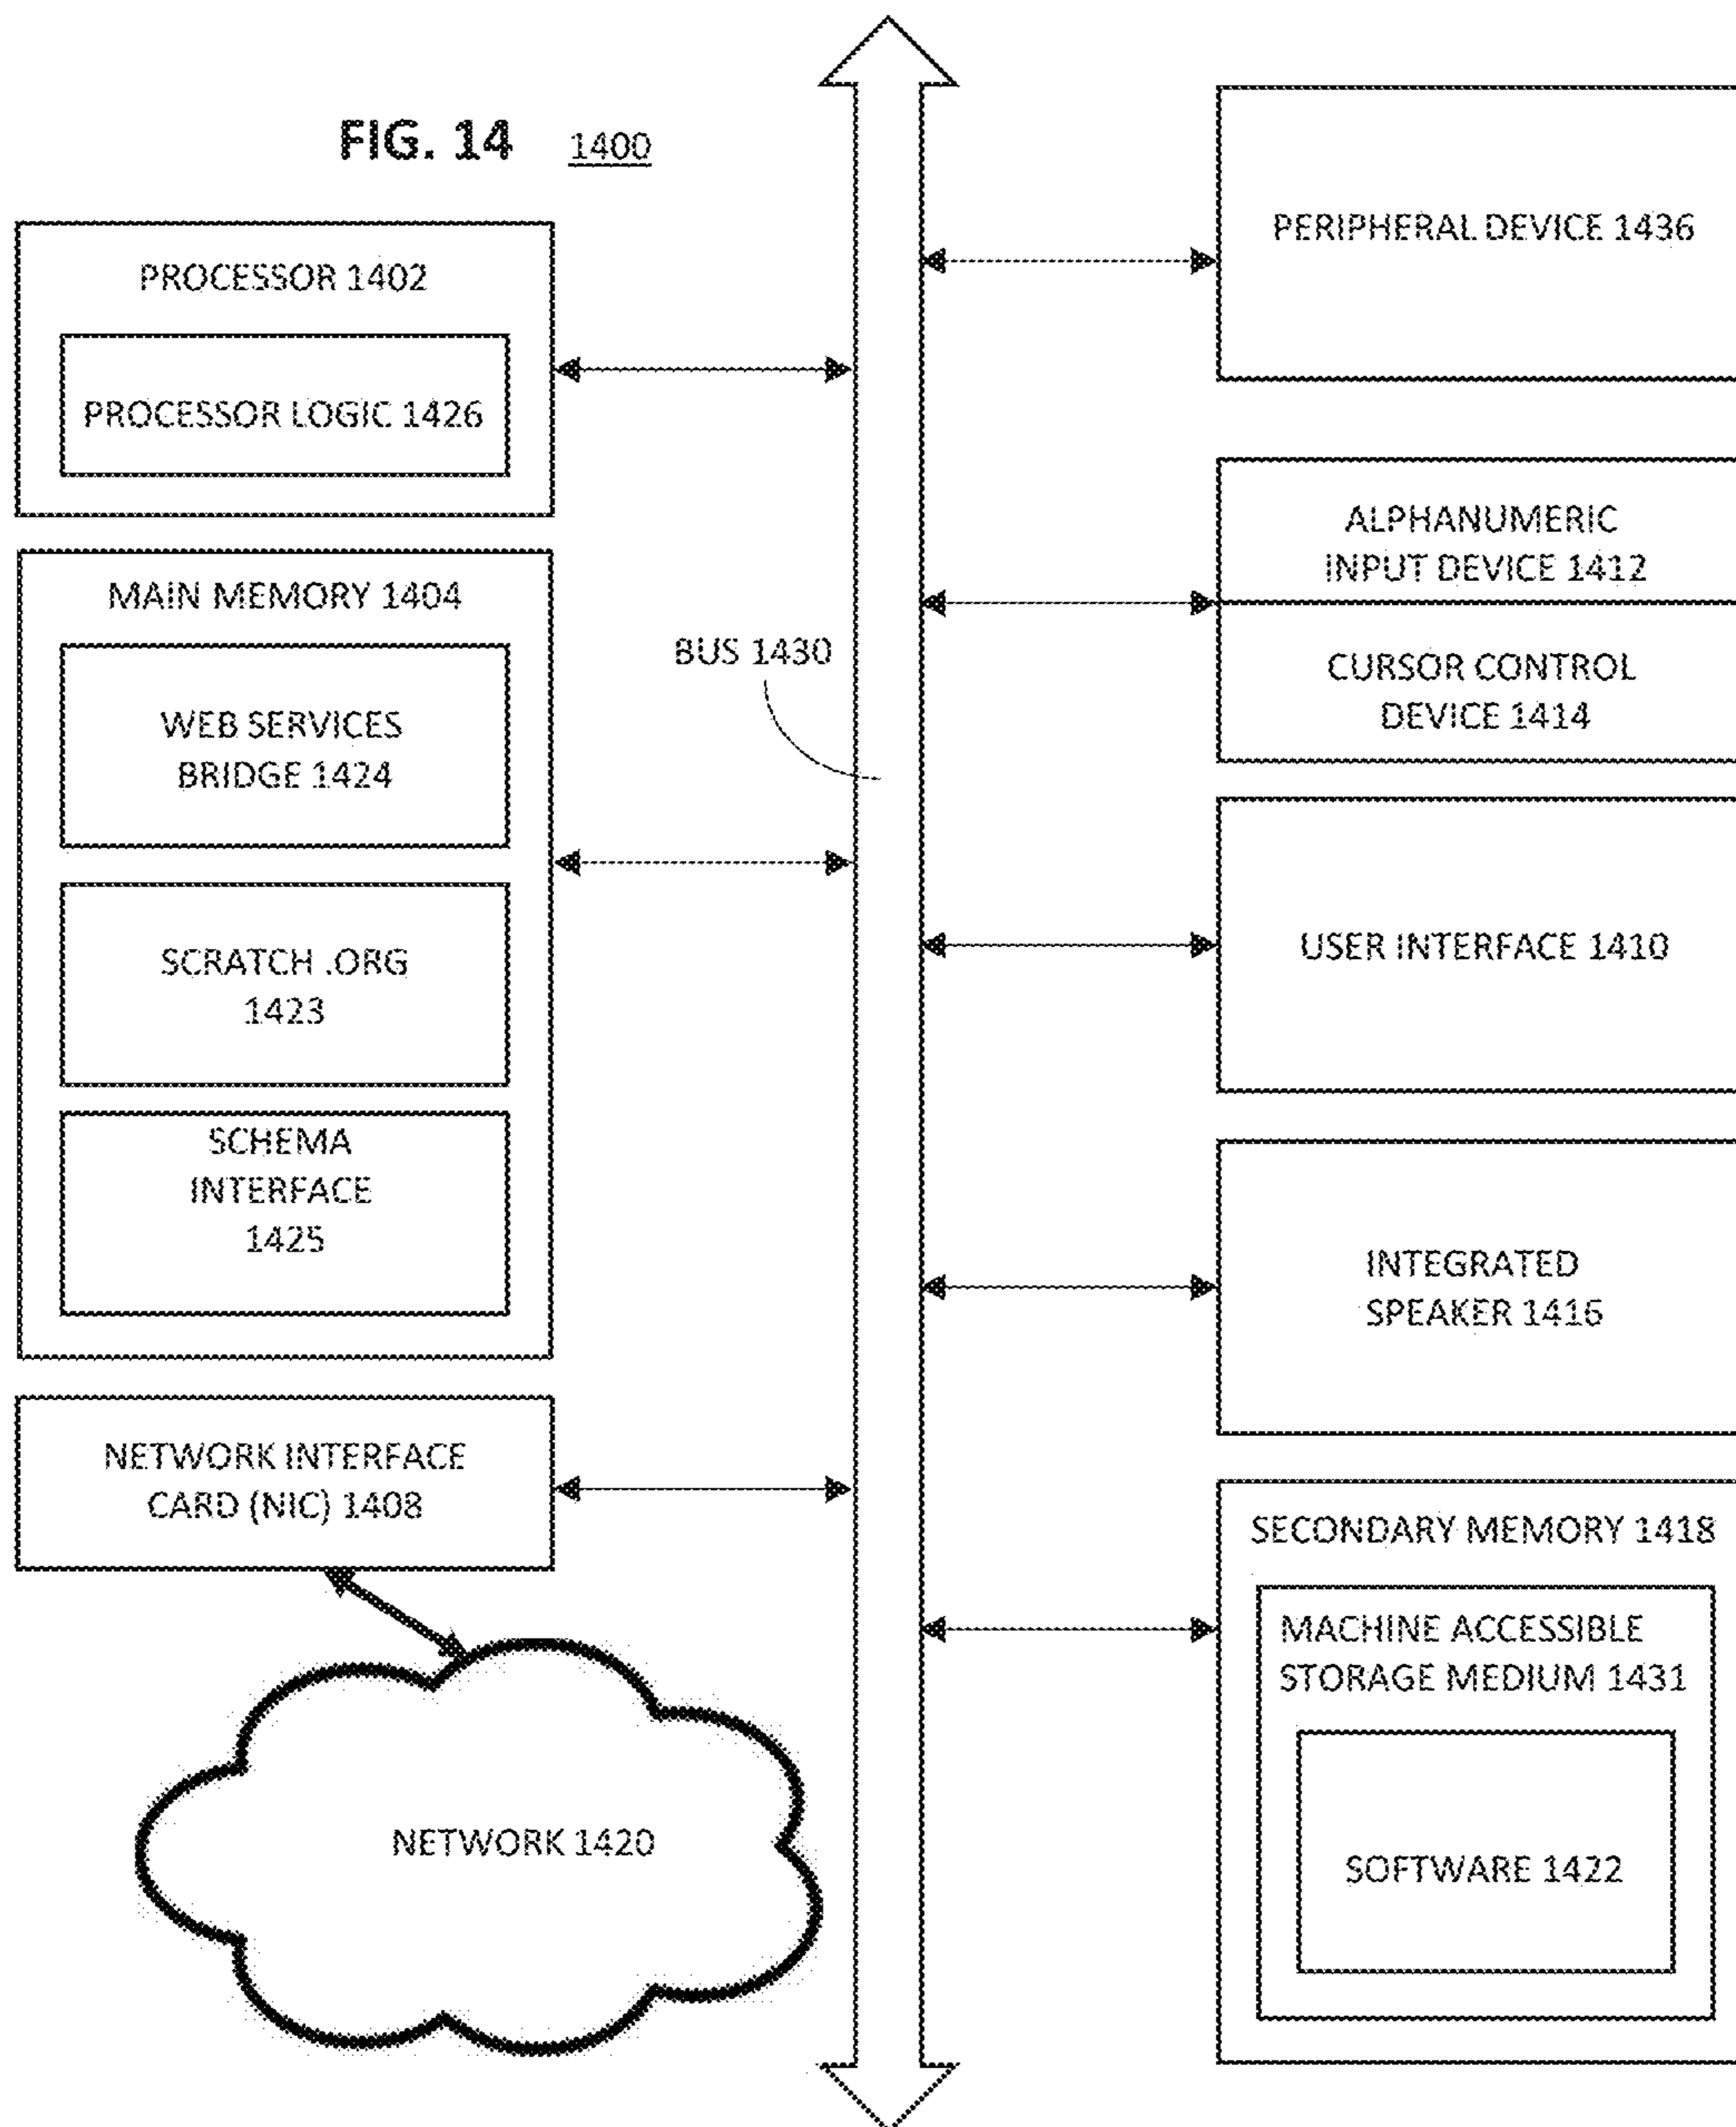 FIG. 14 1400
PROCESSOR 1402
PROCESSOR LOGIC 1426
MAIN MEMORY 1404
WEB SERVICES
BRIDGE 1424
SCRATCH .ORG
1423
SCHEMA
INTERFACE
1425
NETWORK INTERFACE
CARD (NIC) 1408
NETWORK 1420
BUS 1430
PERIPHERAL DEVICE 1436
ALPHANUMERIC
INPUT DEVICE 1412
CURSOR CONTROL
DEVICE 1414
USER INTERFACE 1410
INTEGRATED
SPEAKER 1416
SECONDARY MEMORY 1418
MACHINE ACCESSIBLE
STORAGE MEDIUM 1431
SOFTWARE 1422